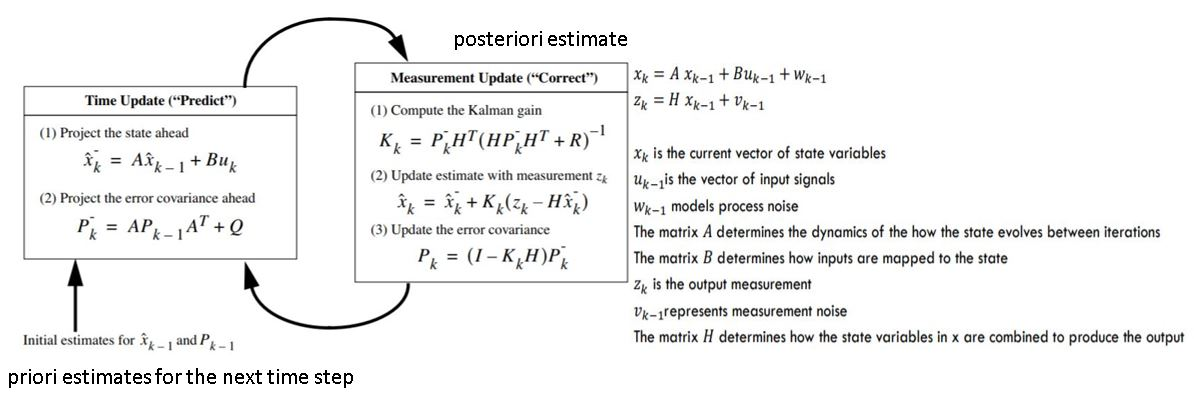 posteriori estimate
Time Update (“Predict”)
(1) Project the state ahead
x̂ₖ⁻ = Ax̂ₖ₋₁ + Buₖ
(2) Project the error covariance ahead
Pₖ⁻ = APₖ₋₁Aᵀ + Q
Initial estimates for x̂ₖ₋₁ and Pₖ₋₁
priori estimates for the next time step
Measurement Update (“Correct”)
(1) Compute the Kalman gain
Kₖ = Pₖ⁻Hᵀ(HPₖ⁻Hᵀ + R)⁻¹
(2) Update estimate with measurement zₖ
x̂ₖ = x̂ₖ⁻ + Kₖ(zₖ – Hx̂ₖ⁻)
(3) Update the error covariance
Pₖ = (I – KₖH)Pₖ⁻
xₖ = A xₖ₋₁ + Buₖ₋₁ + wₖ₋₁
zₖ = H xₖ₋₁ + vₖ₋₁
xₖ is the current vector of state variables
uₖ₋₁is the vector of input signals
wₖ₋₁ models process noise
The matrix A determines the dynamics of the how the state evolves between iterations
The matrix B determines how inputs are mapped to the state
zₖ is the output measurement
vₖ₋₁represents measurement noise
The matrix H determines how the state variables in x are combined to produce the output